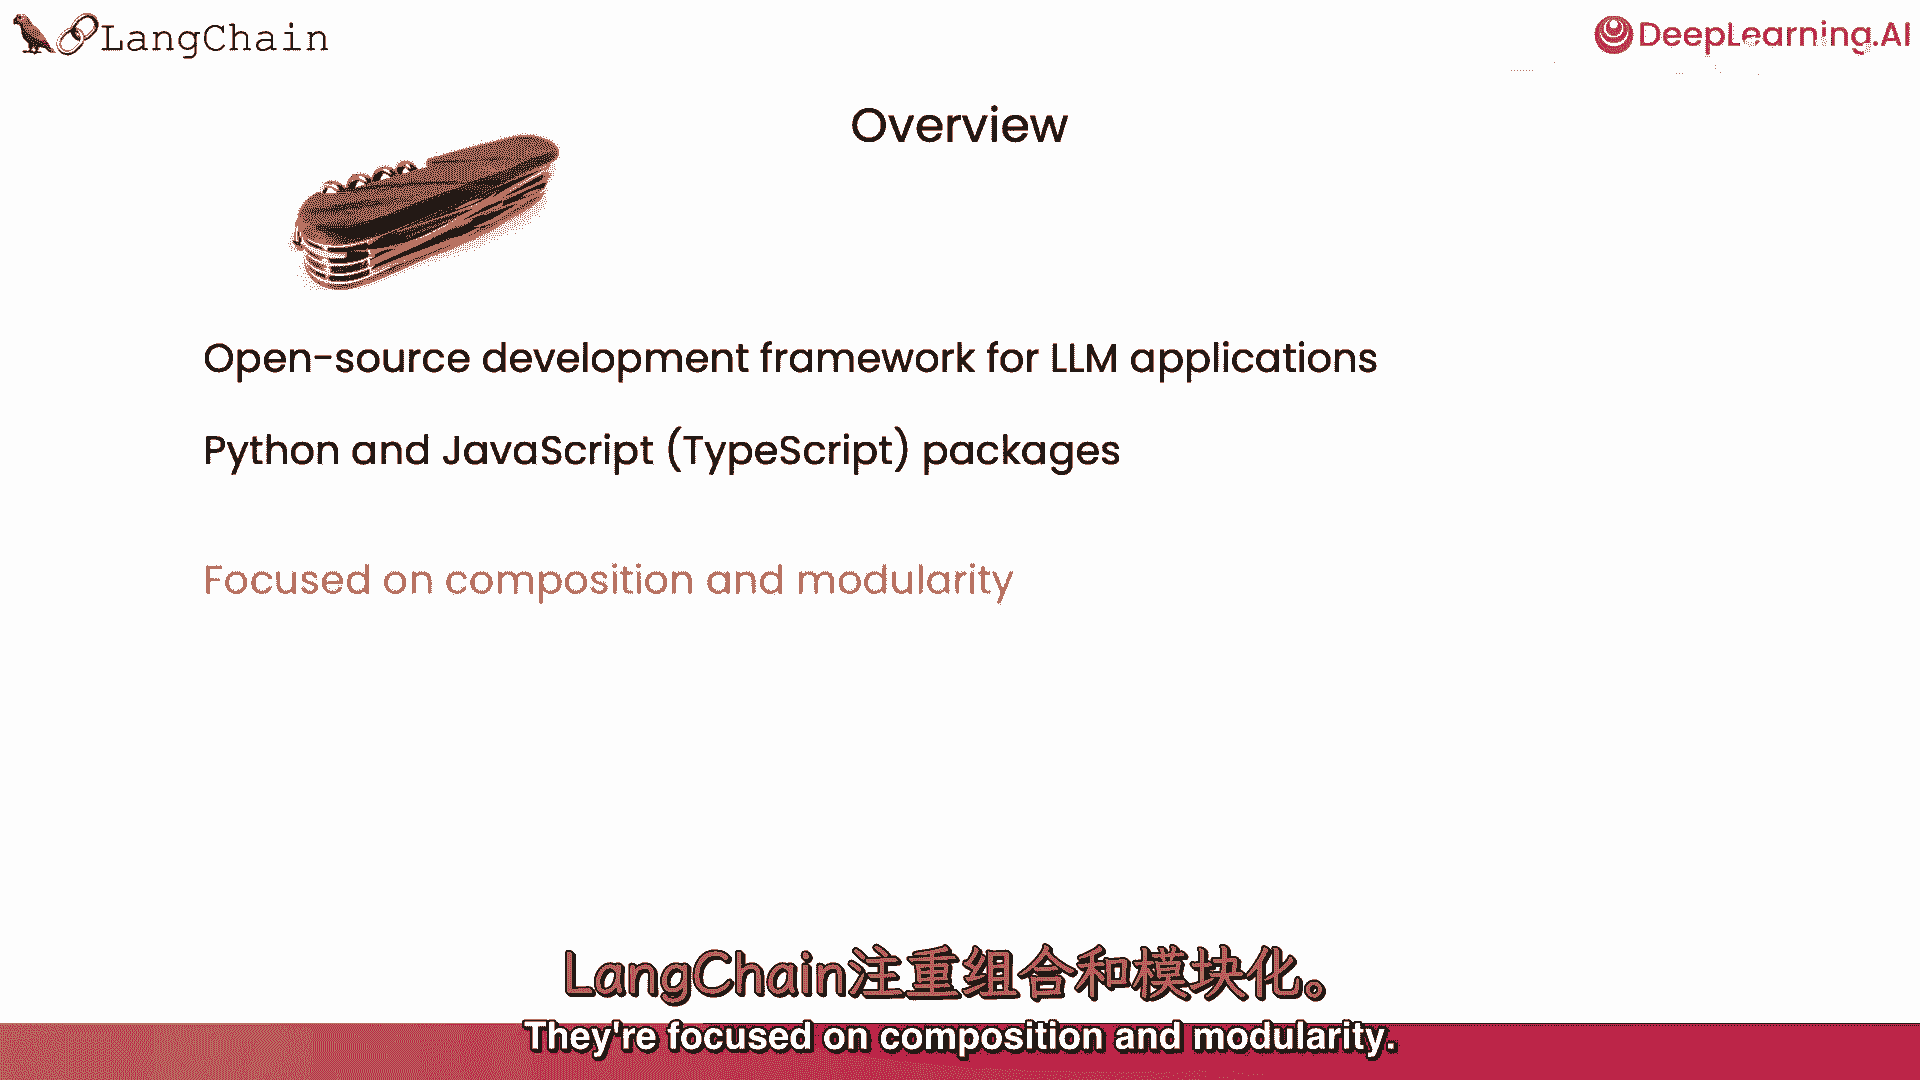 LangChain
DeepLearning.AI
Overview
Open-source development framework for LLM applications
Python and JavaScript (TypeScript) packages
Focused on composition and modularity
LangChain注重组合和模块化。
They're focused on composition and modularity.